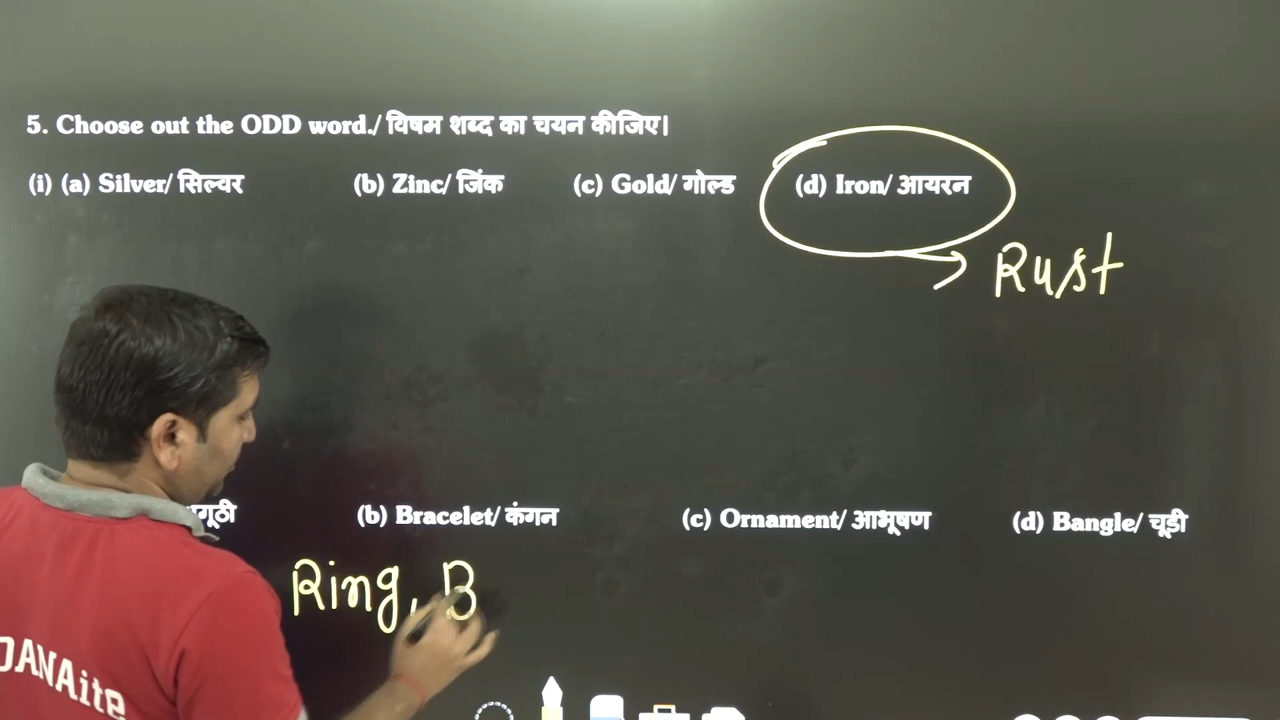 5. Choose out the ODD word./ विषम शब्द का चयन कीजिए।
(i) (a) Silver/ सिल्वर (b) Zinc/ जिंक (c) Gold/ गोल्ड (d) Iron/ आयरन
Rust
(b) Bracelet/ कंगन (c) Ornament/ आभूषण (d) Bangle/ चूड़ी
Ring, B